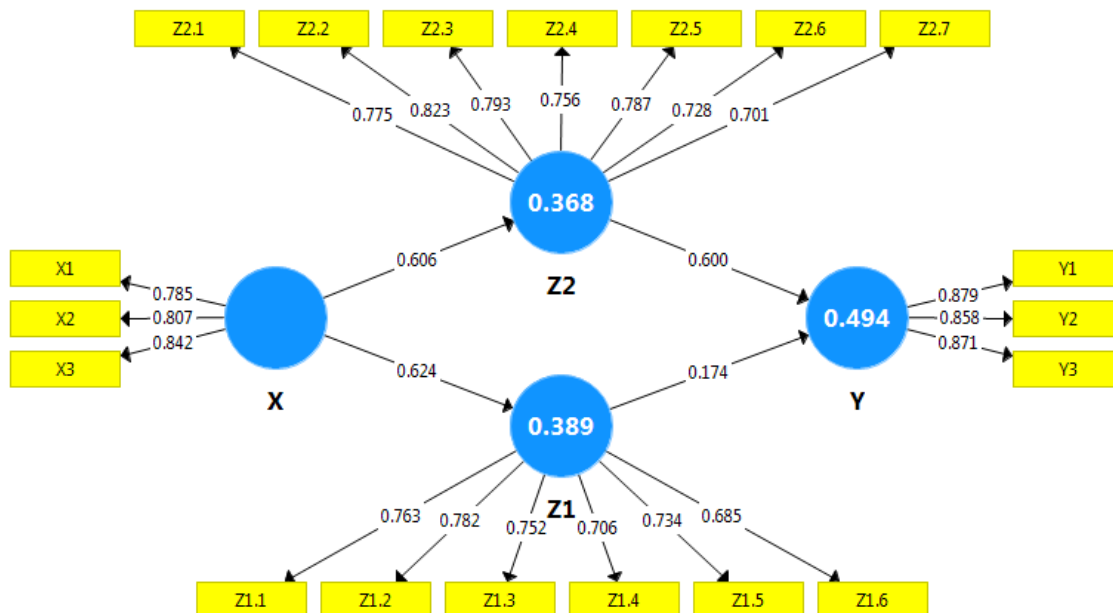 Z2.1 Z2.2 Z2.3 Z2.4 Z2.5 Z2.6 Z2.7
0.775 0.823 0.793 0.756 0.787 0.728 0.701
0.368
Z2
0.606 0.600
X1 0.785
X2 0.807
X3 0.842
X
0.494
Y
0.879 Y1
0.858 Y2
0.871 Y3
0.624 0.174
0.389
Z1
0.763 0.782 0.752 0.706 0.734 0.685
Z1.1 Z1.2 Z1.3 Z1.4 Z1.5 Z1.6